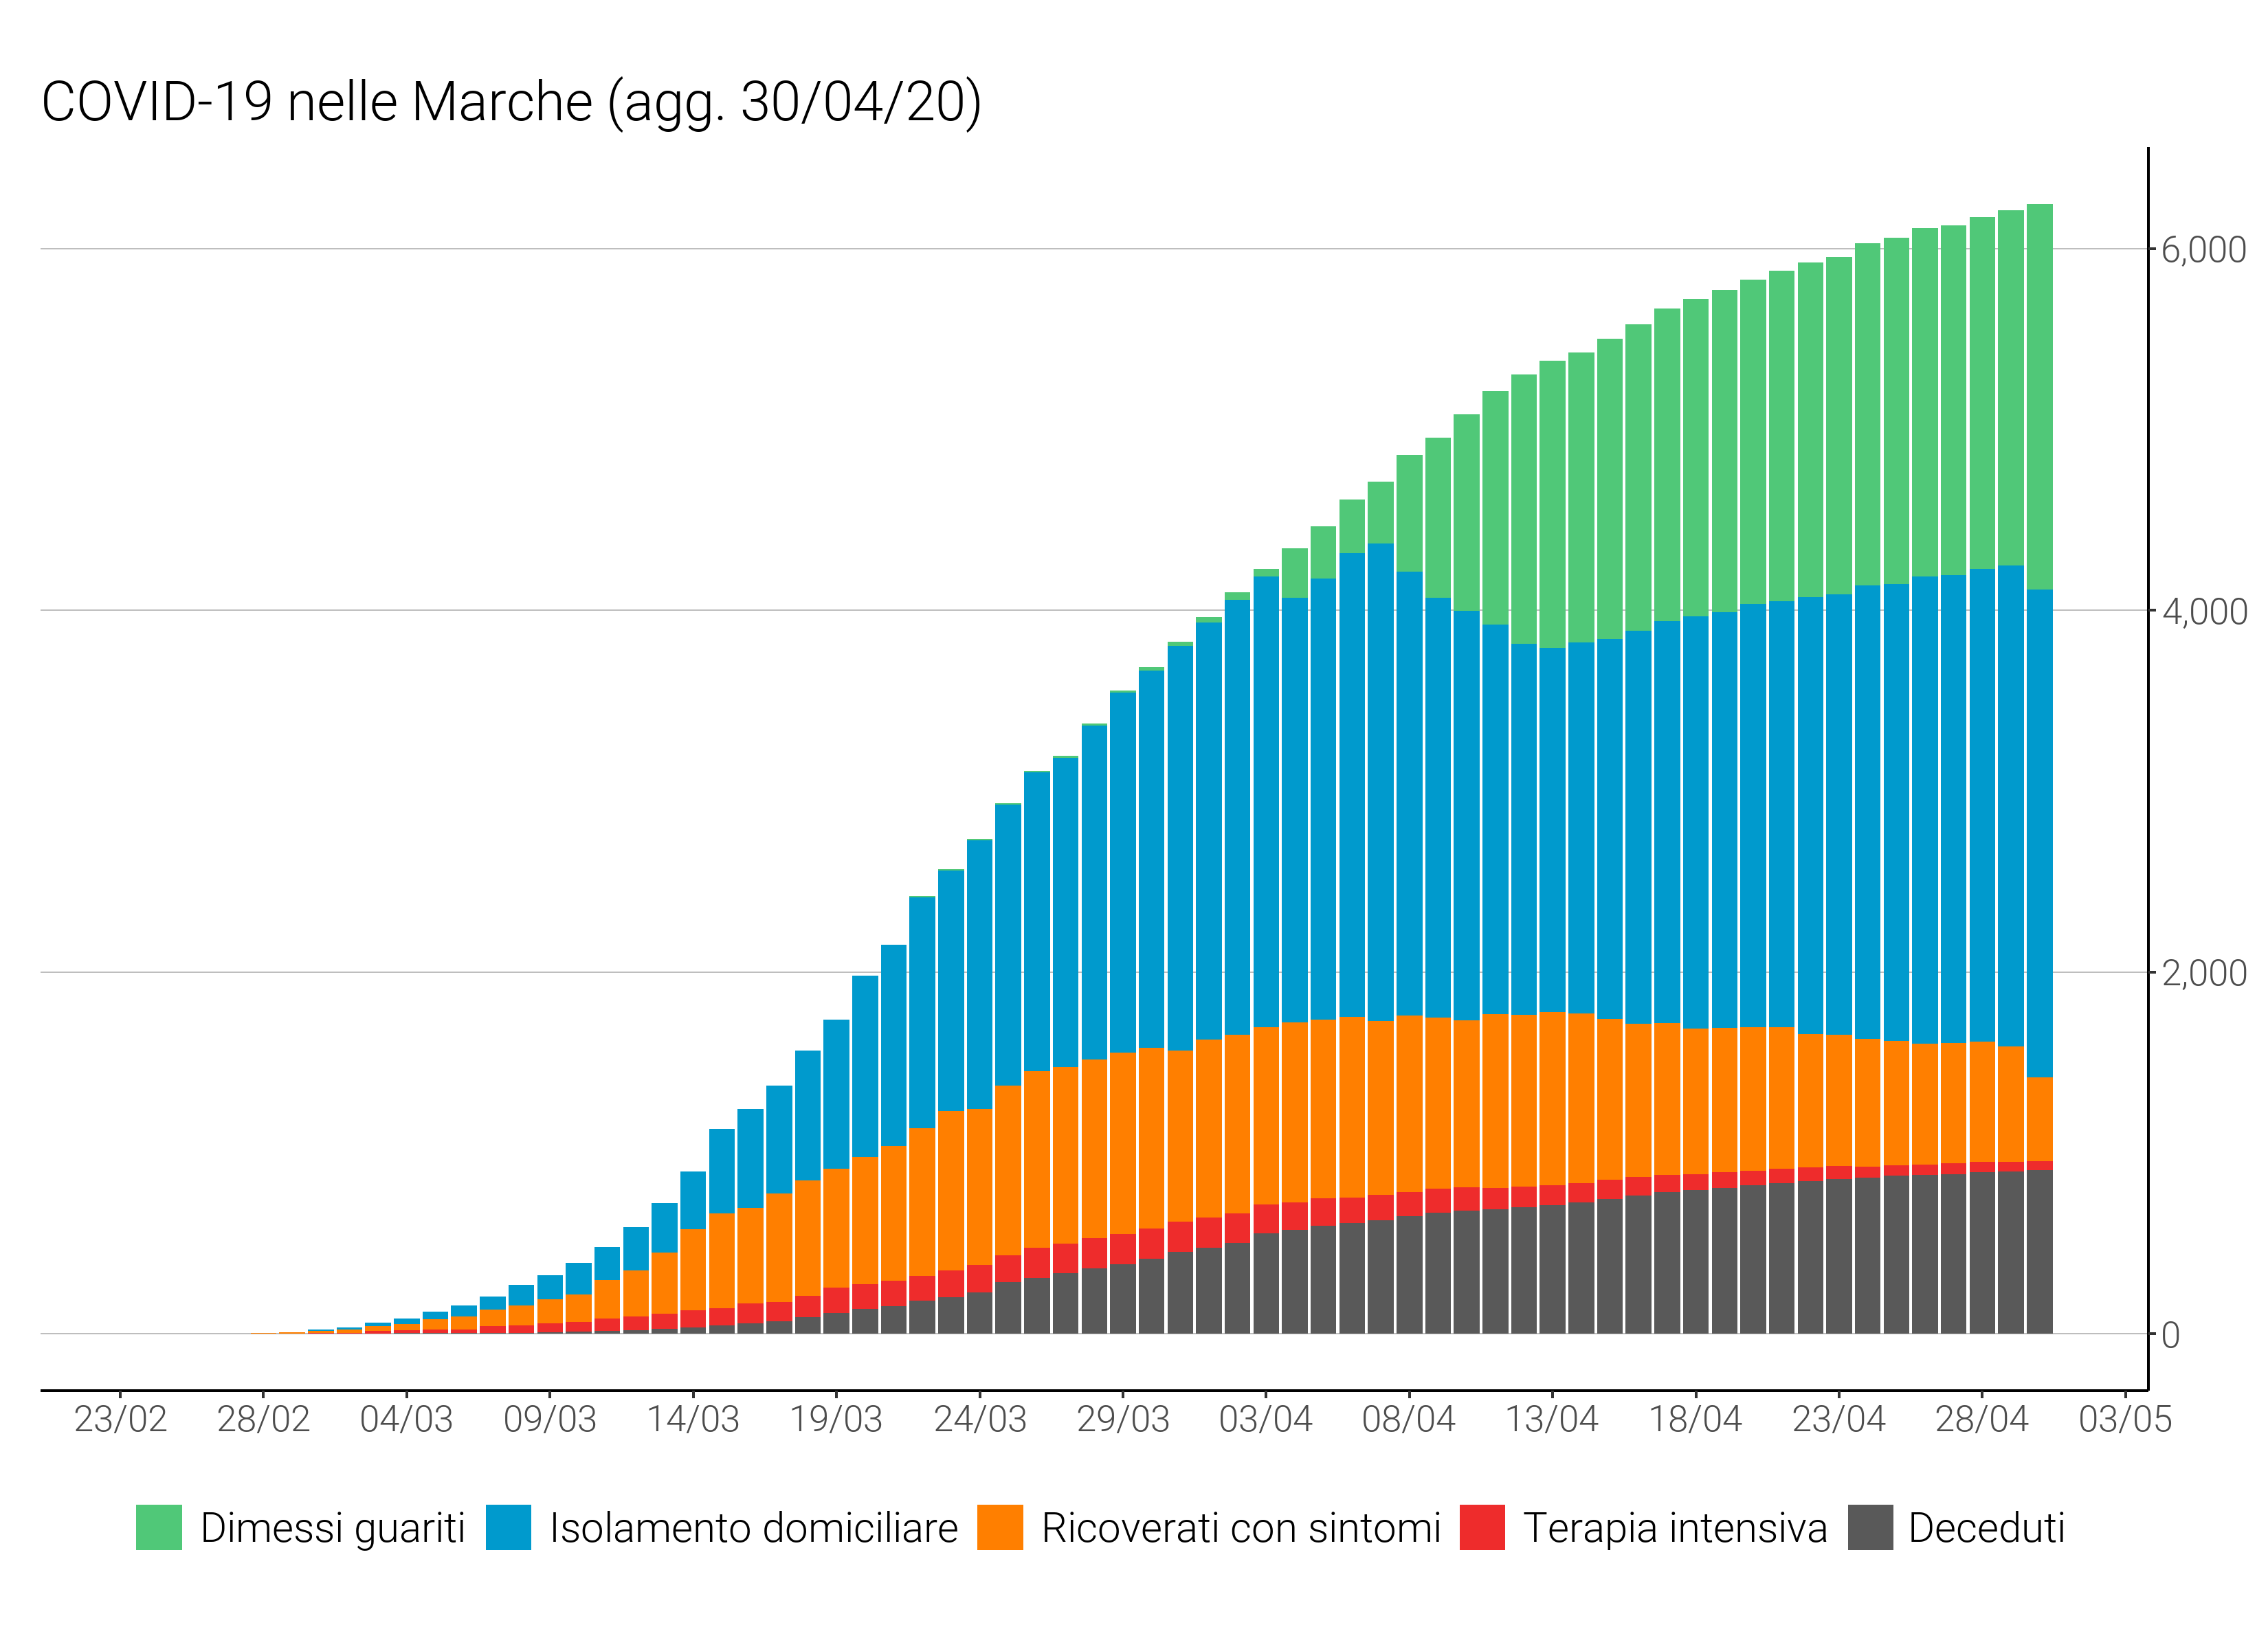 COVID-19 nelle Marche (agg. 30/04/20)
6,000
4,000
2,000
0
23/02 28/02 04/03 09/03 14/03 19/03 24/03 29/03 03/04 08/04 13/04 18/04 23/04 28/04 03/05
Dimessi guariti Isolamento domiciliare Ricoverati con sintomi Terapia intensiva Deceduti